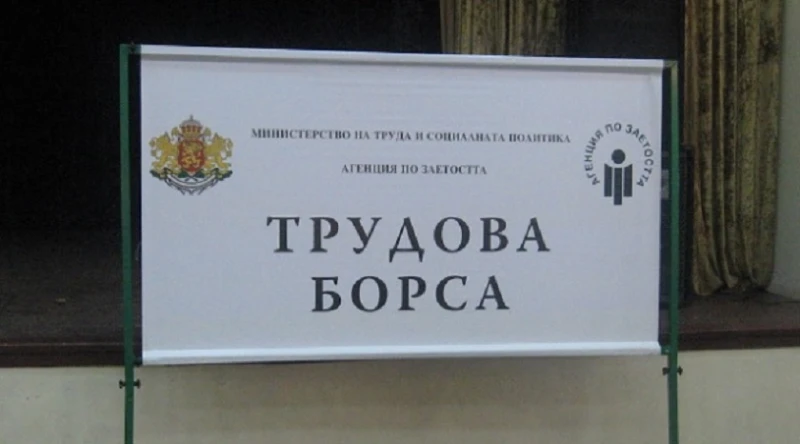 МИНИСТЕРСТВО НА ТРУДА И СОЦИАЛНАТА ПОЛИТИКА
АГЕНЦИЯ ПО ЗАЕТОСТТА
АГЕНЦИЯ ПО ЗАЕТОСТТА
ТРУДОВА
БОРСА